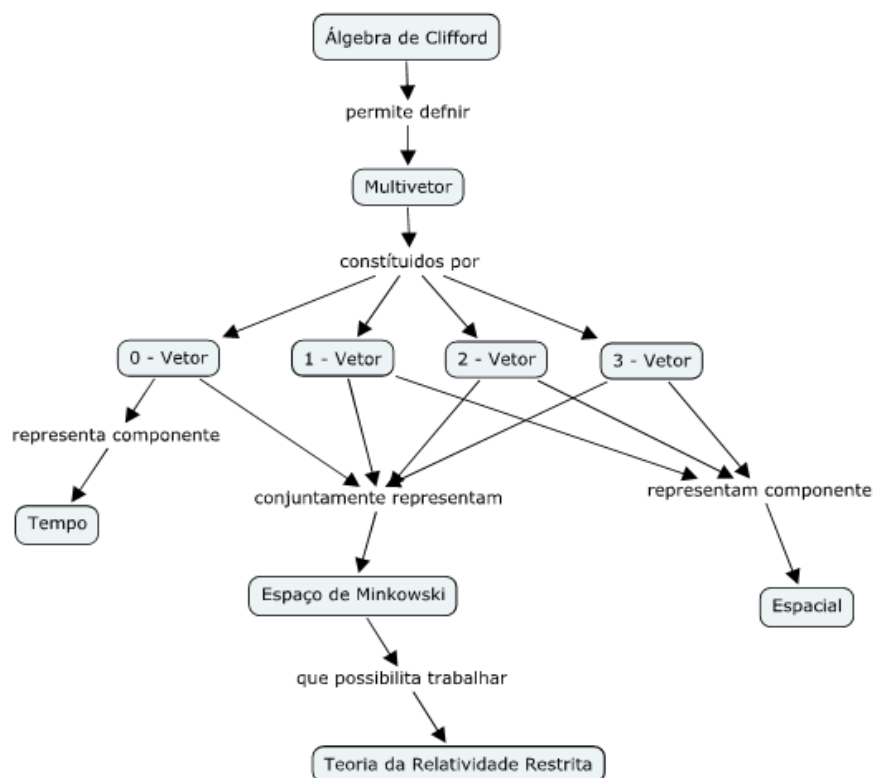 Álgebra de Clifford
permite defnir
Multivetor
constítuidos por
0 - Vetor
1 - Vetor
2 - Vetor
3 - Vetor
representa componente
conjuntamente representam
representam componente
Tempo
Espaço de Minkowski
Espacial
que possibilita trabalhar
Teoria da Relatividade Restrita